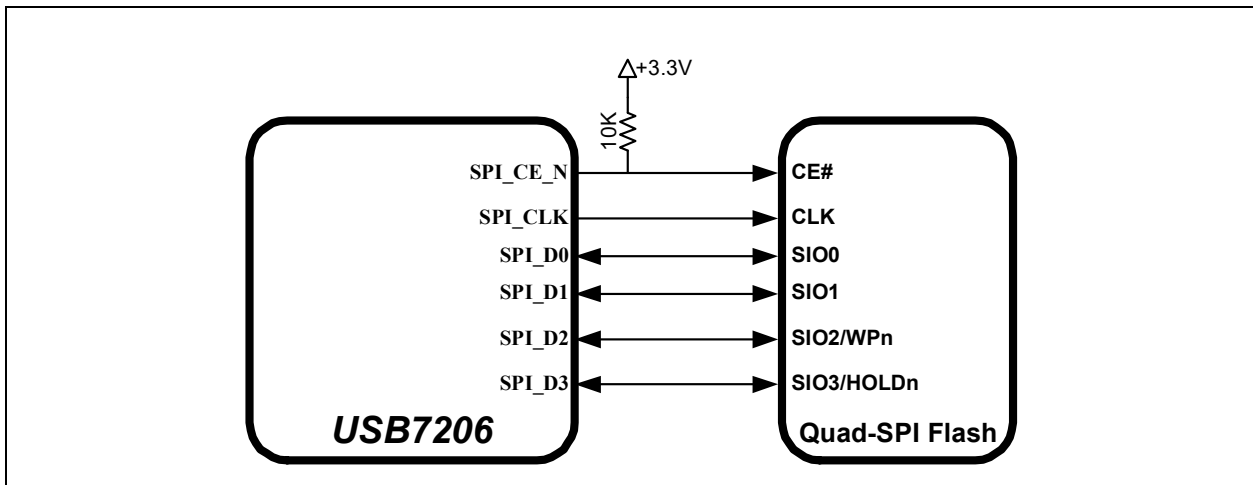 +3.3V
10K
SPI_CE_N CE#
SPI_CLK CLK
SPI_D0 SIO0
SPI_D1 SIO1
SPI_D2 SIO2/WPn
SPI_D3 SIO3/HOLDn
USB7206 Quad-SPI Flash